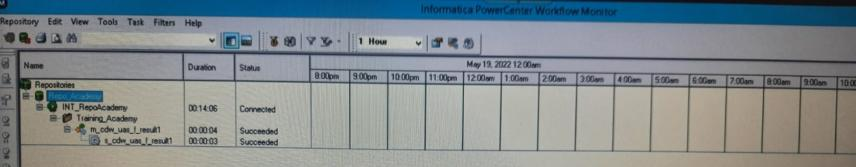 Informatica PowerCenter Workflow Monitor
Repository Edit View Tools Task Filters Help
1 Hour
Name Duration Status May 19, 2022 12:00am
8:00pm 9:00pm 10:00pm 11:00pm 12:00am 1:00am 2:00am 3:00am 4:00am 5:00am 6:00am 7:00am 8:00am 9:00am 10:00
Repositories
Repo_Academy
INT_RepoAcademy 00:14:06 Connected
Training_Academy
m_cdw_uas_f_result1 00:00:04 Succeeded
s_cdw_uas_f_result1 00:00:03 Succeeded